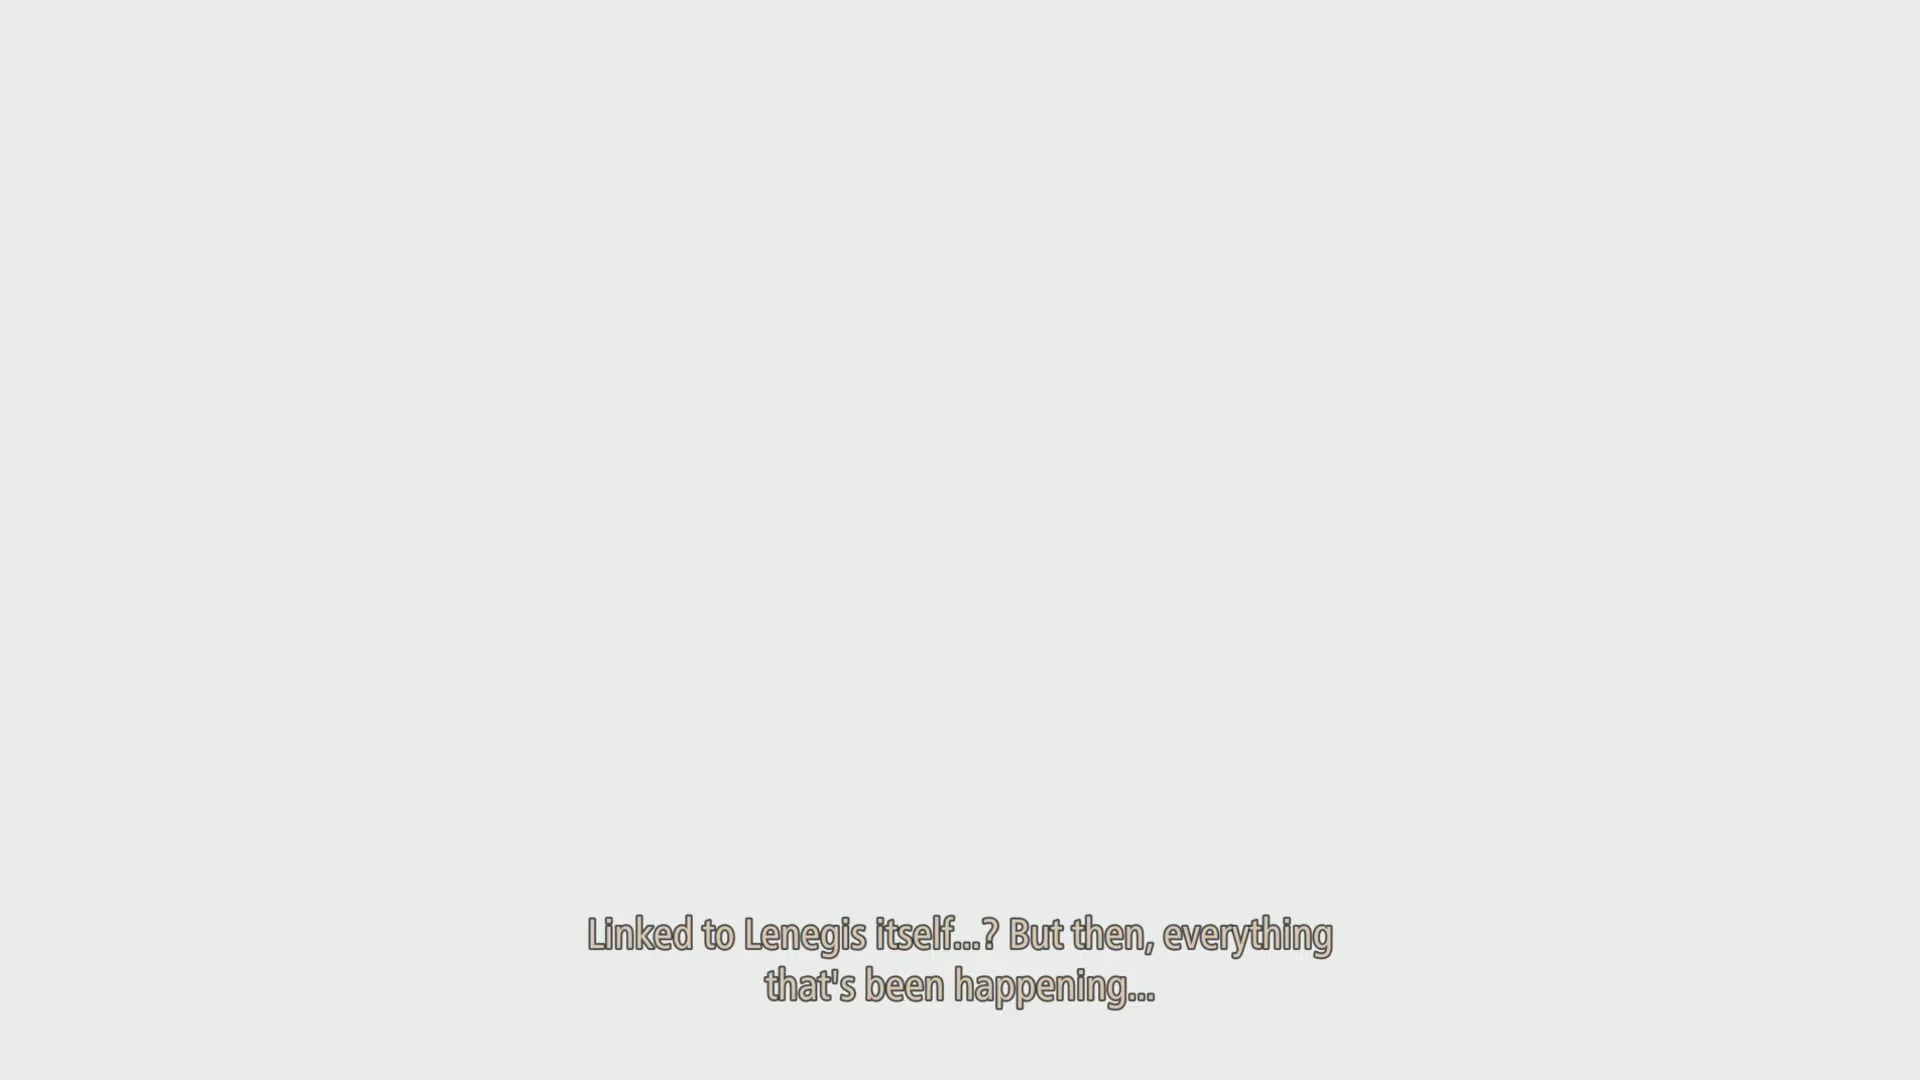 Linked to Lenegis itself...? But then, everything
that's been happening...